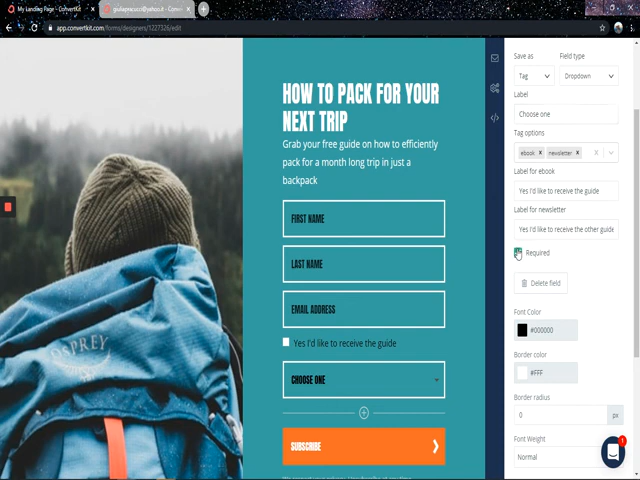 My Landing Page - ConvertKit
giuliapracucci@yahoo.it - Conv
app.convertkit.com/forms/designers/1227326/edit
HOW TO PACK FOR YOUR
NEXT TRIP
Grab your free guide on how to efficiently
pack for a month long trip in just a
backpack
FIRST NAME
LAST NAME
EMAIL ADDRESS
Yes I'd like to receive the guide
CHOOSE ONE
SUBSCRIBE
OSPREY
Save as
Field type
Tag
Dropdown
Label
Choose one
Tag options
ebook
newsletter
Label for ebook
Yes I'd like to receive the guide
Label for newsletter
Yes I'd like to receive the other guide
Required
Delete field
Font Color
#000000
Border color
#FFF
Border radius
0
px
Font Weight
Normal
1